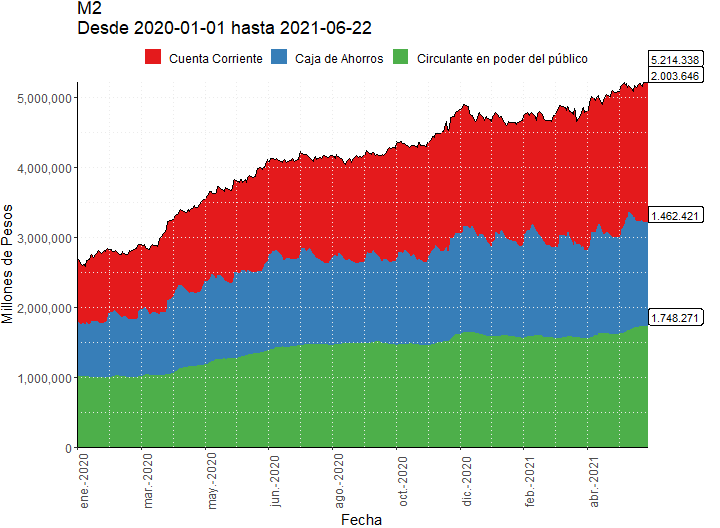 M2
Desde 2020-01-01 hasta 2021-06-22
Cuenta Corriente
Caja de Ahorros
Circulante en poder del público
5.214.338
2.003.646
1.462.421
1.748.271
Millones de Pesos
5,000,000
4,000,000
3,000,000
2,000,000
1,000,000
0
ene.-2020
mar.-2020
may.-2020
jun.-2020
ago.-2020
oct.-2020
dic.-2020
feb.-2021
abr.-2021
Fecha